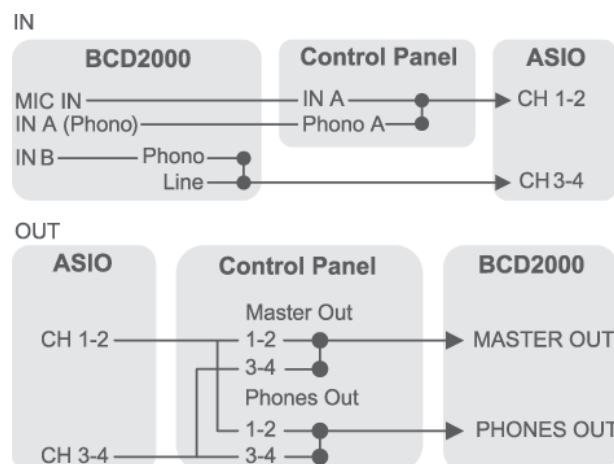 IN
BCD2000 Control Panel ASIO
MIC IN IN A CH 1-2
IN A (Phono) Phono A
IN B Phono
Line CH 3-4
OUT
ASIO Control Panel BCD2000
Master Out
CH 1-2 1-2 MASTER OUT
3-4
Phones Out
1-2 PHONES OUT
CH 3-4 3-4